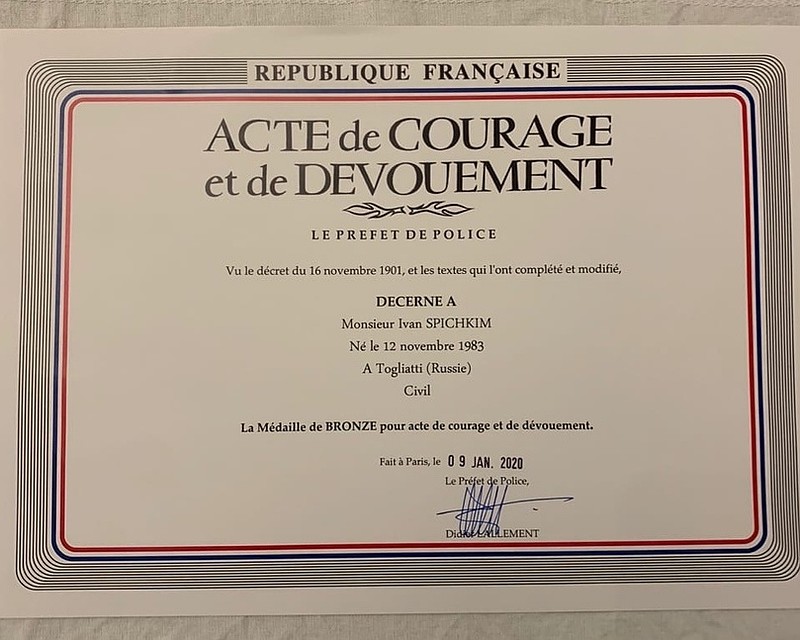 REPUBLIQUE FRANÇAISE
ACTE de COURAGE
et de DEVOUEMENT
LE PREFET DE POLICE
Vu le décret du 16 novembre 1901, et les textes qui l'ont complété et modifié,
DECERNE A
Monsieur Ivan SPICHKIM
Né le 12 novembre 1983
A Togliatti (Russie)
Civil
La Médaille de BRONZE pour acte de courage et de dévouement.
Fait à Paris, le 09 JAN. 2020
Le Préfet de Police,
Didier LALLEMENT